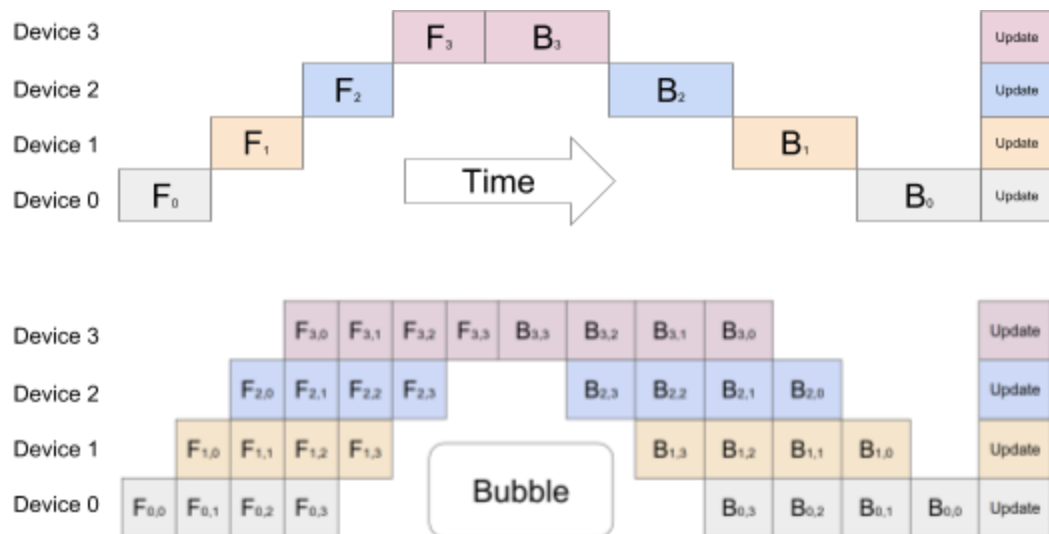 Device 3 F3 B3 Update
Device 2 F2 B2 Update
Device 1 F1 B1 Update
Time
Device 0 F0 B0 Update
Device 3 F3,0 F3,1 F3,2 F3,3 B3,3 B3,2 B3,1 B3,0 Update
Device 2 F2,0 F2,1 F2,2 F2,3 B2,3 B2,2 B2,1 B2,0 Update
Device 1 F1,0 F1,1 F1,2 F1,3 B1,3 B1,2 B1,1 B1,0 Update
Bubble
Device 0 F0,0 F0,1 F0,2 F0,3 B0,3 B0,2 B0,1 B0,0 Update